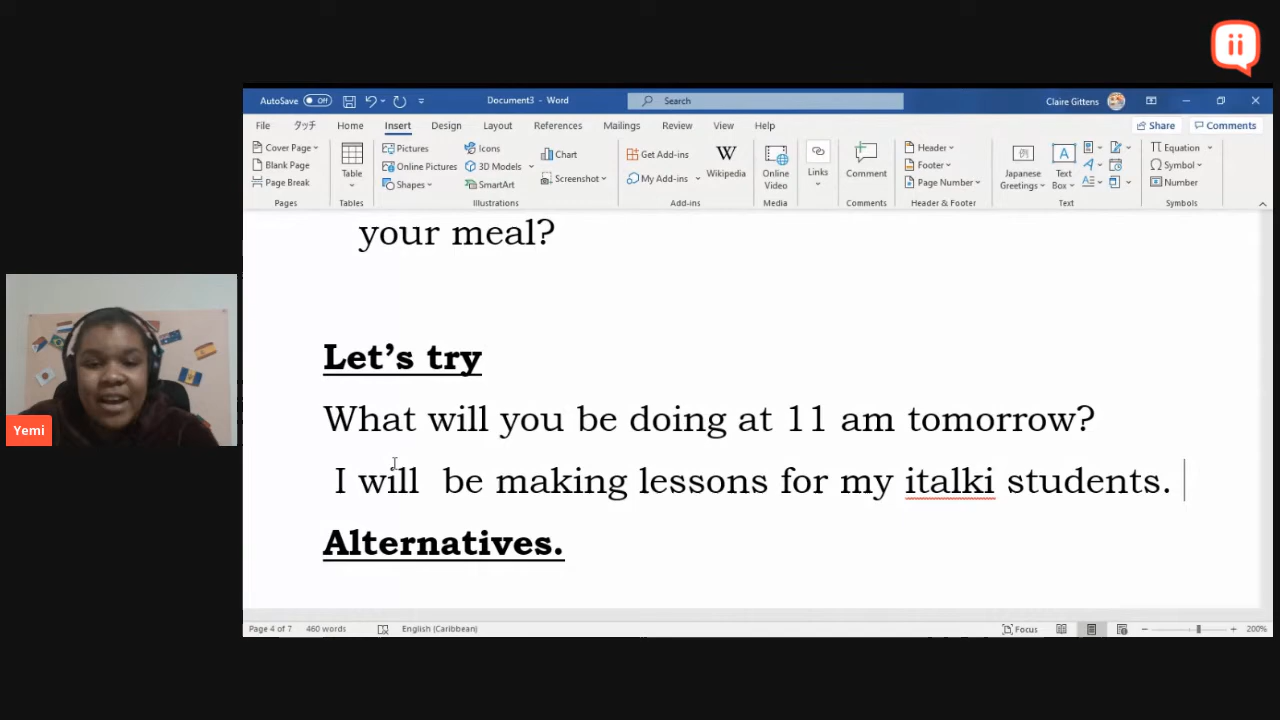 AutoSave Off Document3 - Word Search Claire Gittens
File タッチ Home Insert Design Layout References Mailings Review View Help Share Comments
Cover Page
Blank Page
Page Break
Pages
Table
Tables
Pictures
Online Pictures
Shapes
Icons
3D Models
SmartArt
Chart
Screenshot
Illustrations
Get Add-ins
My Add-ins
Wikipedia
Add-ins
Online Video
Media
Links
Comment
Comments
Header
Footer
Page Number
Header & Footer
Japanese Greetings
Text Box
Text
Equation
Symbol
Number
Symbols
your meal?
Let's try
What will you be doing at 11 am tomorrow?
I will be making lessons for my italki students.
Alternatives.
Yemi
Page 4 of 7 460 words English (Caribbean) Focus 200%